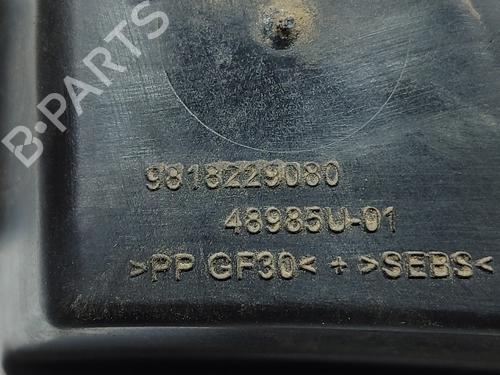 B-PARTS
9818229080
48985U-01
>PP GF30< + >SEBS<